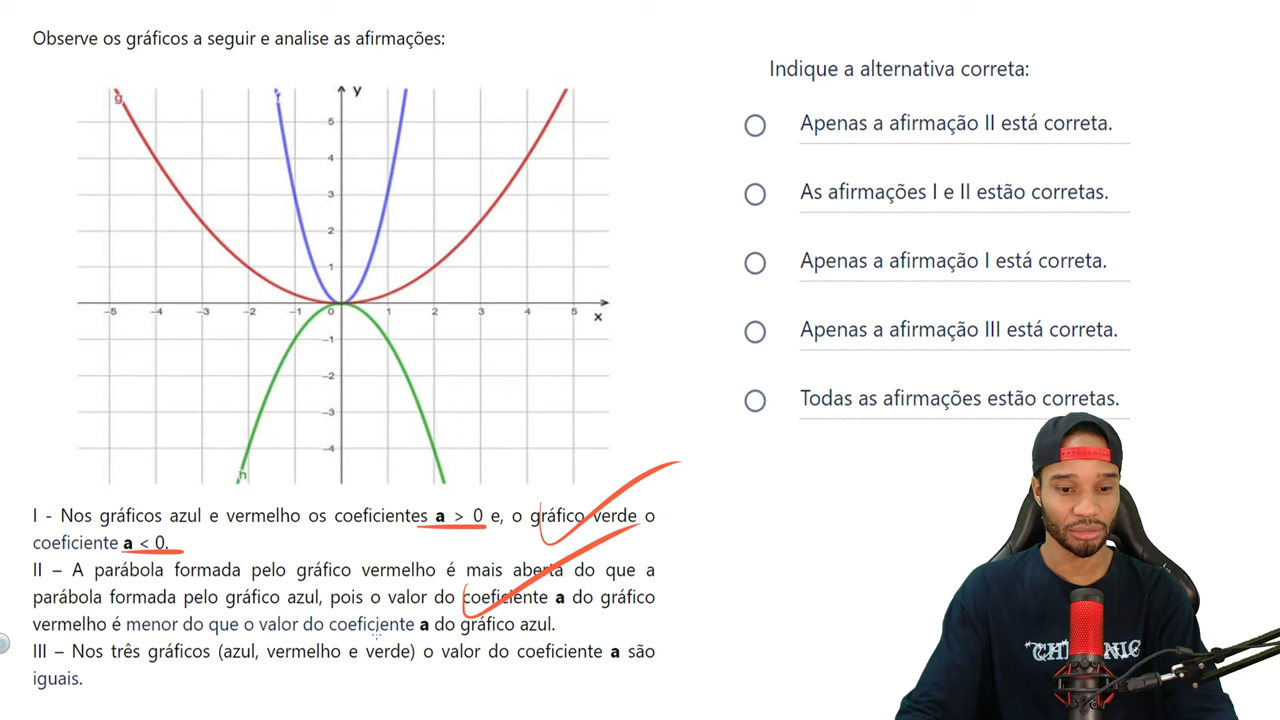 Observe os gráficos a seguir e analise as afirmações:
g
f
y
5
4
3
2
1
-5 -4 -3 -2 -1 0 1 2 3 4 5
x
-1
-2
-3
-4
h
I - Nos gráficos azul e vermelho os coeficientes a > 0 e, o gráfico verde o
coeficiente a < 0.
II – A parábola formada pelo gráfico vermelho é mais aberta do que a
parábola formada pelo gráfico azul, pois o valor do coeficiente a do gráfico
vermelho é menor do que o valor do coeficiente a do gráfico azul.
III – Nos três gráficos (azul, vermelho e verde) o valor do coeficiente a são
iguais.
Indique a alternativa correta:
Apenas a afirmação II está correta.
As afirmações I e II estão corretas.
Apenas a afirmação I está correta.
Apenas a afirmação III está correta.
Todas as afirmações estão corretas.